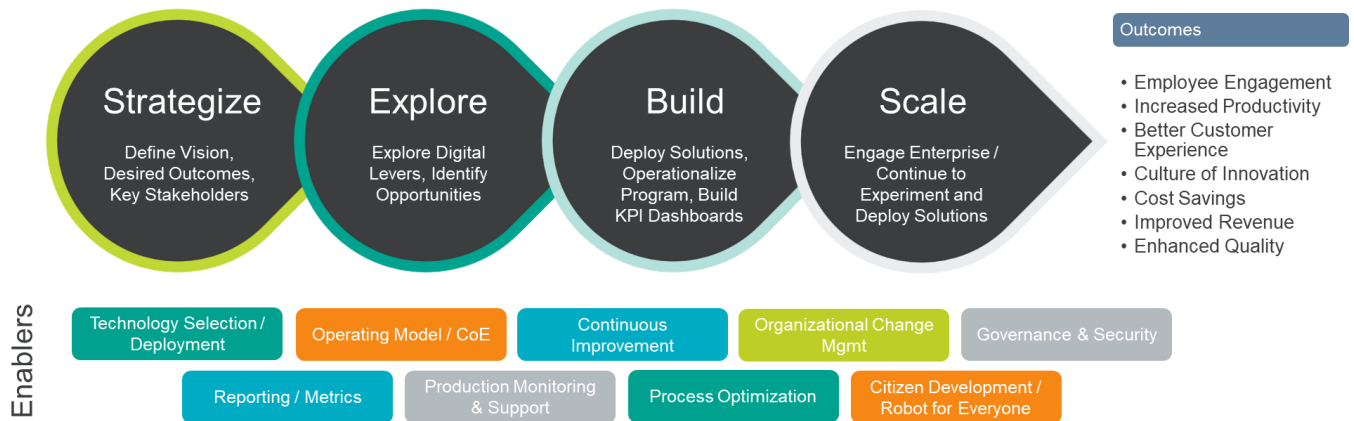 Strategize
Define Vision,
Desired Outcomes,
Key Stakeholders
Explore
Explore Digital
Levers, Identify
Opportunities
Build
Deploy Solutions,
Operationalize
Program, Build
KPI Dashboards
Scale
Engage Enterprise /
Continue to
Experiment and
Deploy Solutions
Outcomes
• Employee Engagement
• Increased Productivity
• Better Customer
Experience
• Culture of Innovation
• Cost Savings
• Improved Revenue
• Enhanced Quality
Enablers
Technology Selection /
Deployment
Operating Model / CoE
Continuous
Improvement
Organizational Change
Mgmt
Governance & Security
Reporting / Metrics
Production Monitoring
& Support
Process Optimization
Citizen Development /
Robot for Everyone